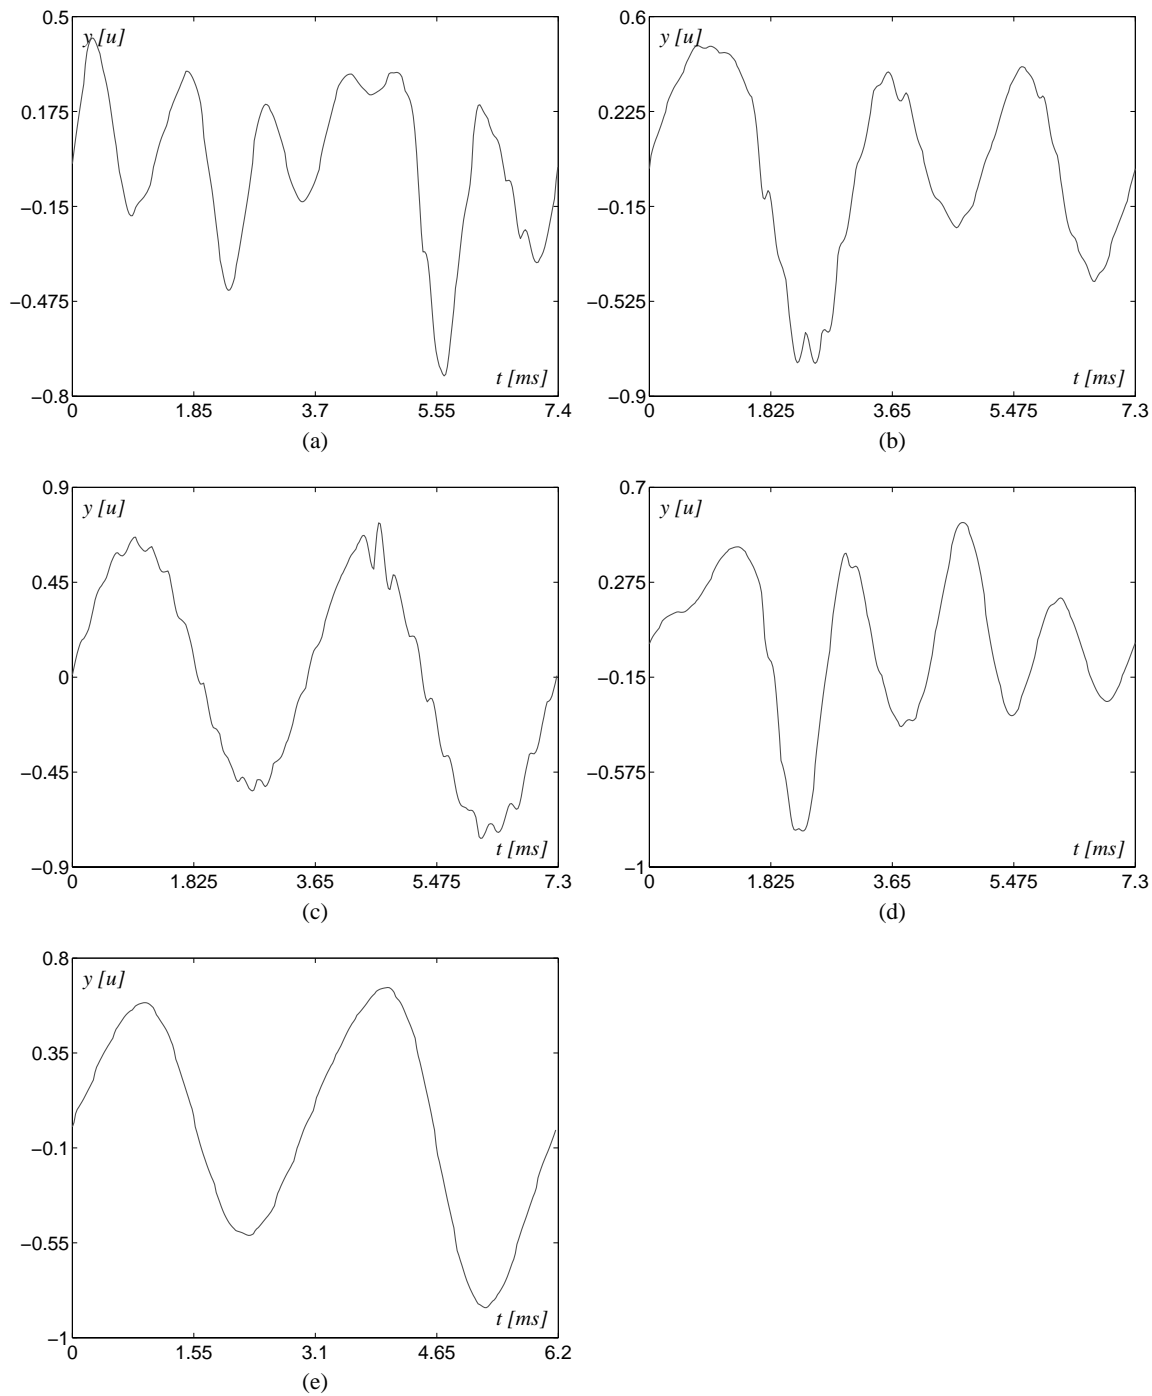 0.5
y [u]
0.175
−0.15
−0.475
−0.8
t [ms]
0 1.85 3.7 5.55 7.4
(a)
0.6
y [u]
0.225
−0.15
−0.525
−0.9
t [ms]
0 1.825 3.65 5.475 7.3
(b)
0.9
y [u]
0.45
0
−0.45
−0.9
t [ms]
0 1.825 3.65 5.475 7.3
(c)
0.7
y [u]
0.275
−0.15
−0.575
−1
t [ms]
0 1.825 3.65 5.475 7.3
(d)
0.8
y [u]
0.35
−0.1
−0.55
−1
t [ms]
0 1.55 3.1 4.65 6.2
(e)